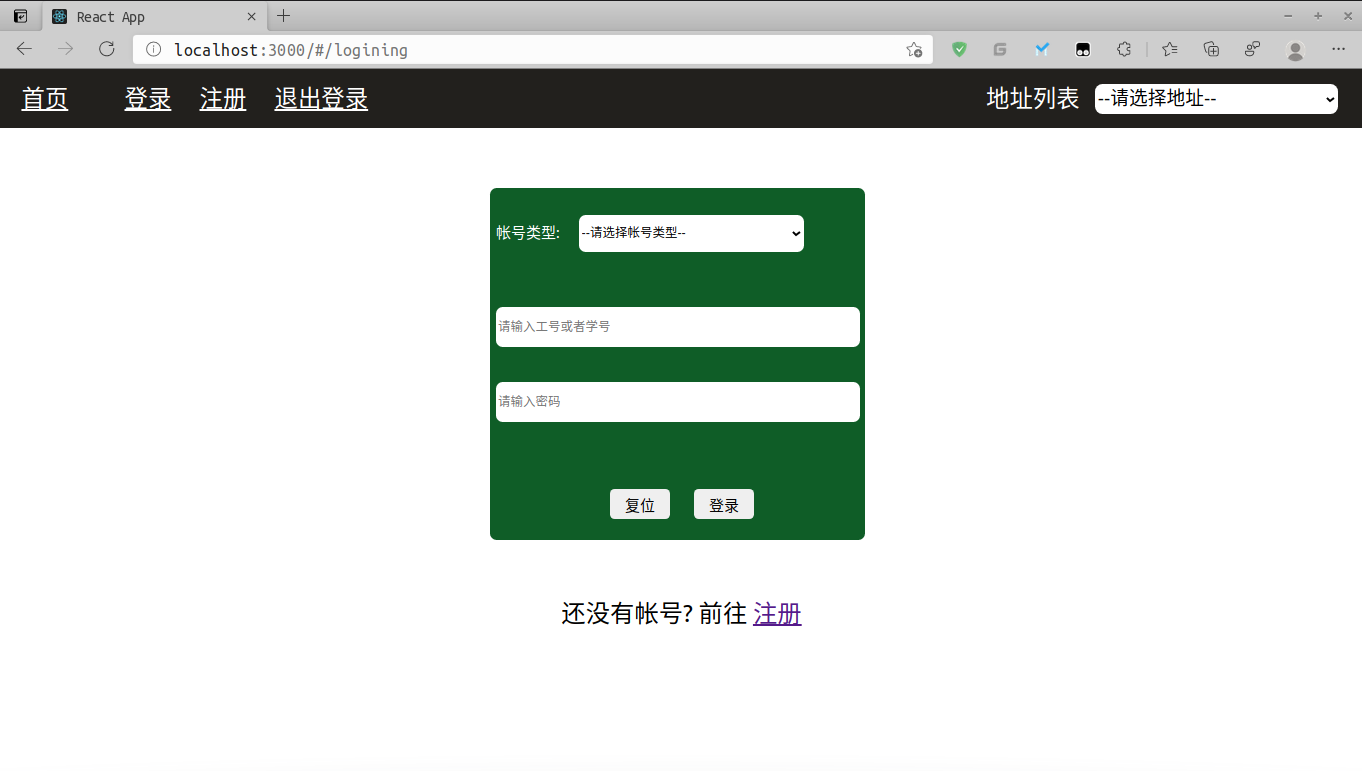 React App
localhost:3000/#/logining
首页 登录 注册 退出登录 地址列表 --请选择地址--
帐号类型: --请选择帐号类型--
请输入工号或者学号
请输入密码
复位 登录
还没有帐号? 前往 注册